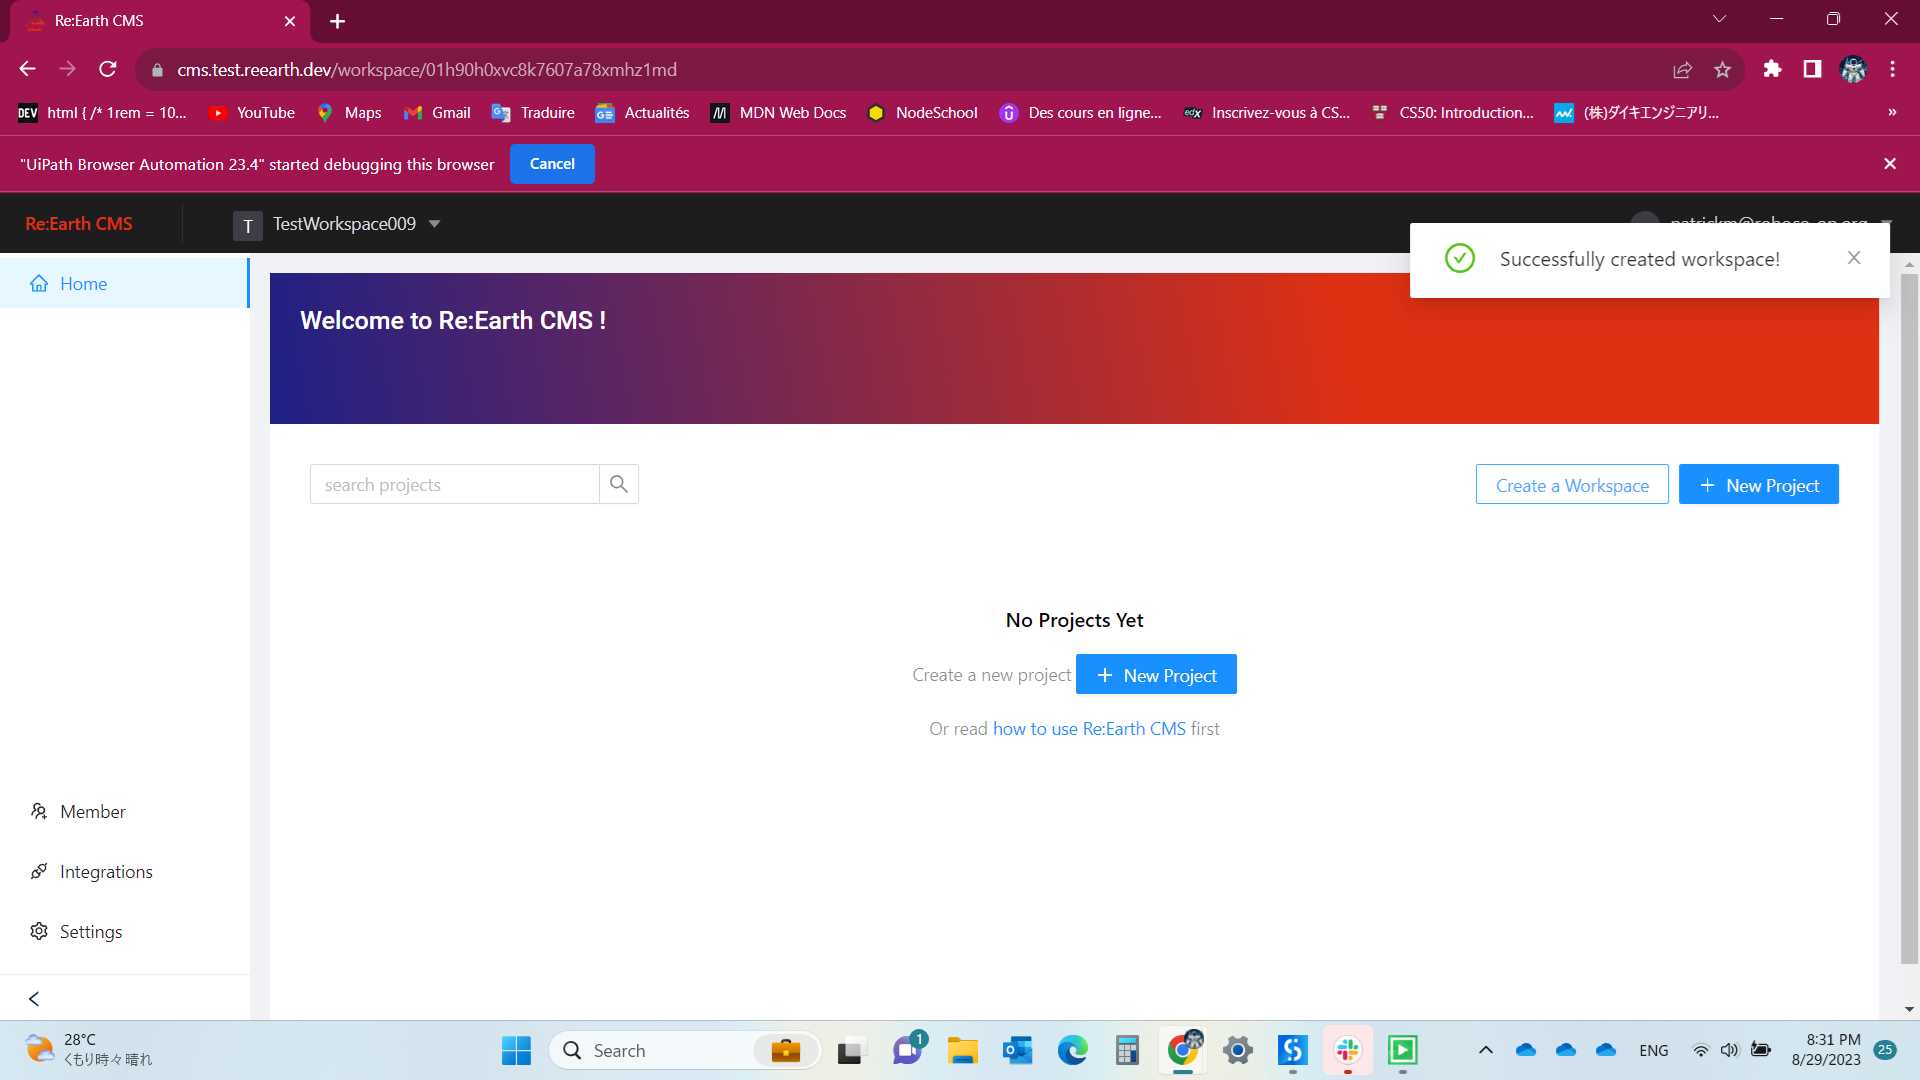 Re:Earth CMS
cms.test.reearth.dev/workspace/01h90h0xvc8k7607a78xmhz1md
DEV html { /* 1rem = 10... YouTube Maps Gmail Traduire Actualités MDN Web Docs NodeSchool Des cours en ligne... edX Inscrivez-vous à CS... CS50: Introduction... (株)ダイキエンジニアリ... »
"UiPath Browser Automation 23.4" started debugging this browser Cancel
Re:Earth CMS T TestWorkspace009
Successfully created workspace!
Home
Welcome to Re:Earth CMS !
search projects
Create a Workspace + New Project
No Projects Yet
Create a new project + New Project
Or read how to use Re:Earth CMS first
Member
Integrations
Settings
28°C
くもり時々晴れ
Search
1
ENG
8:31 PM
8/29/2023
25